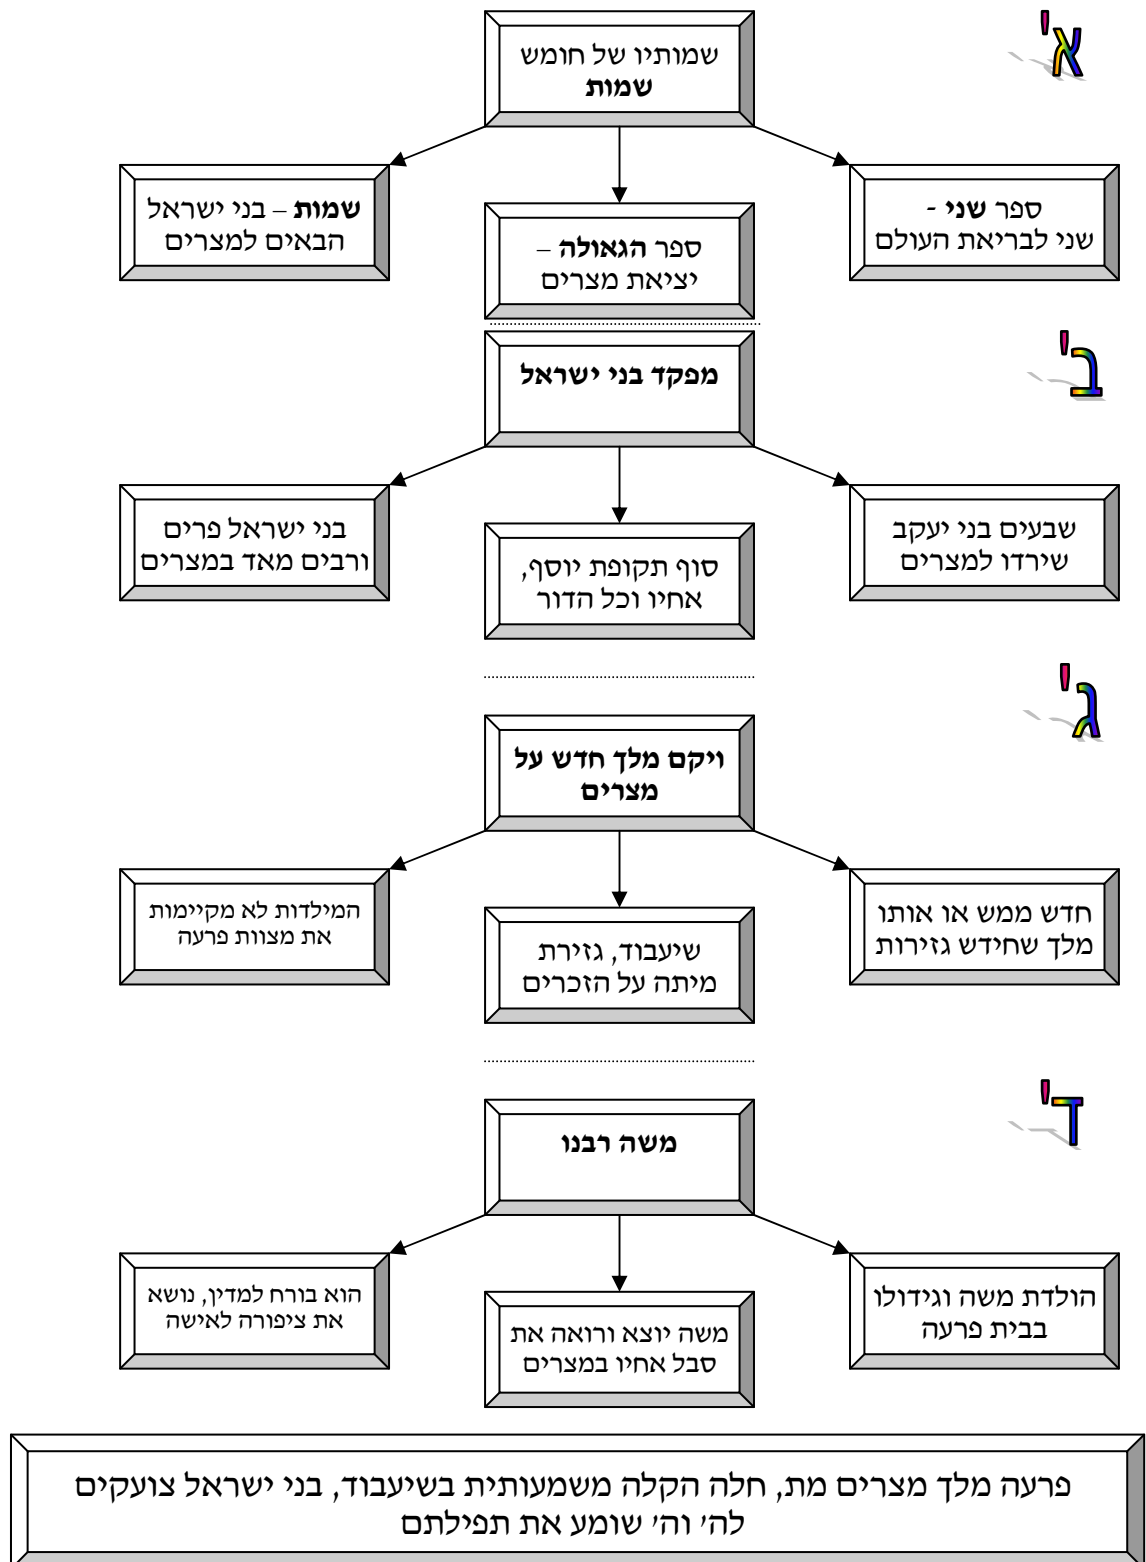 א'
שמותיו של חומש
שמות
ספר שני -
שני לבריאת העולם
ספר הגאולה –
יציאת מצרים
שמות – בני ישראל
הבאים למצרים
ב'
מפקד בני ישראל
שבעים בני יעקב
שירדו למצרים
סוף תקופת יוסף,
אחיו וכל הדור
בני ישראל פרים
ורבים מאד במצרים
ג'
ויקם מלך חדש על
מצרים
חדש ממש או אותו
מלך שחידש גזירות
שיעבוד, גזירת
מיתה על הזכרים
המילדות לא מקיימות
את מצוות פרעה
ד'
משה רבנו
הולדת משה וגידולו
בבית פרעה
משה יוצא ורואה את
סבל אחיו במצרים
הוא בורח למדין, נושא
את ציפורה לאישה
פרעה מלך מצרים מת, חלה הקלה משמעותית בשיעבוד, בני ישראל צועקים
לה' וה' שומע את תפילתם